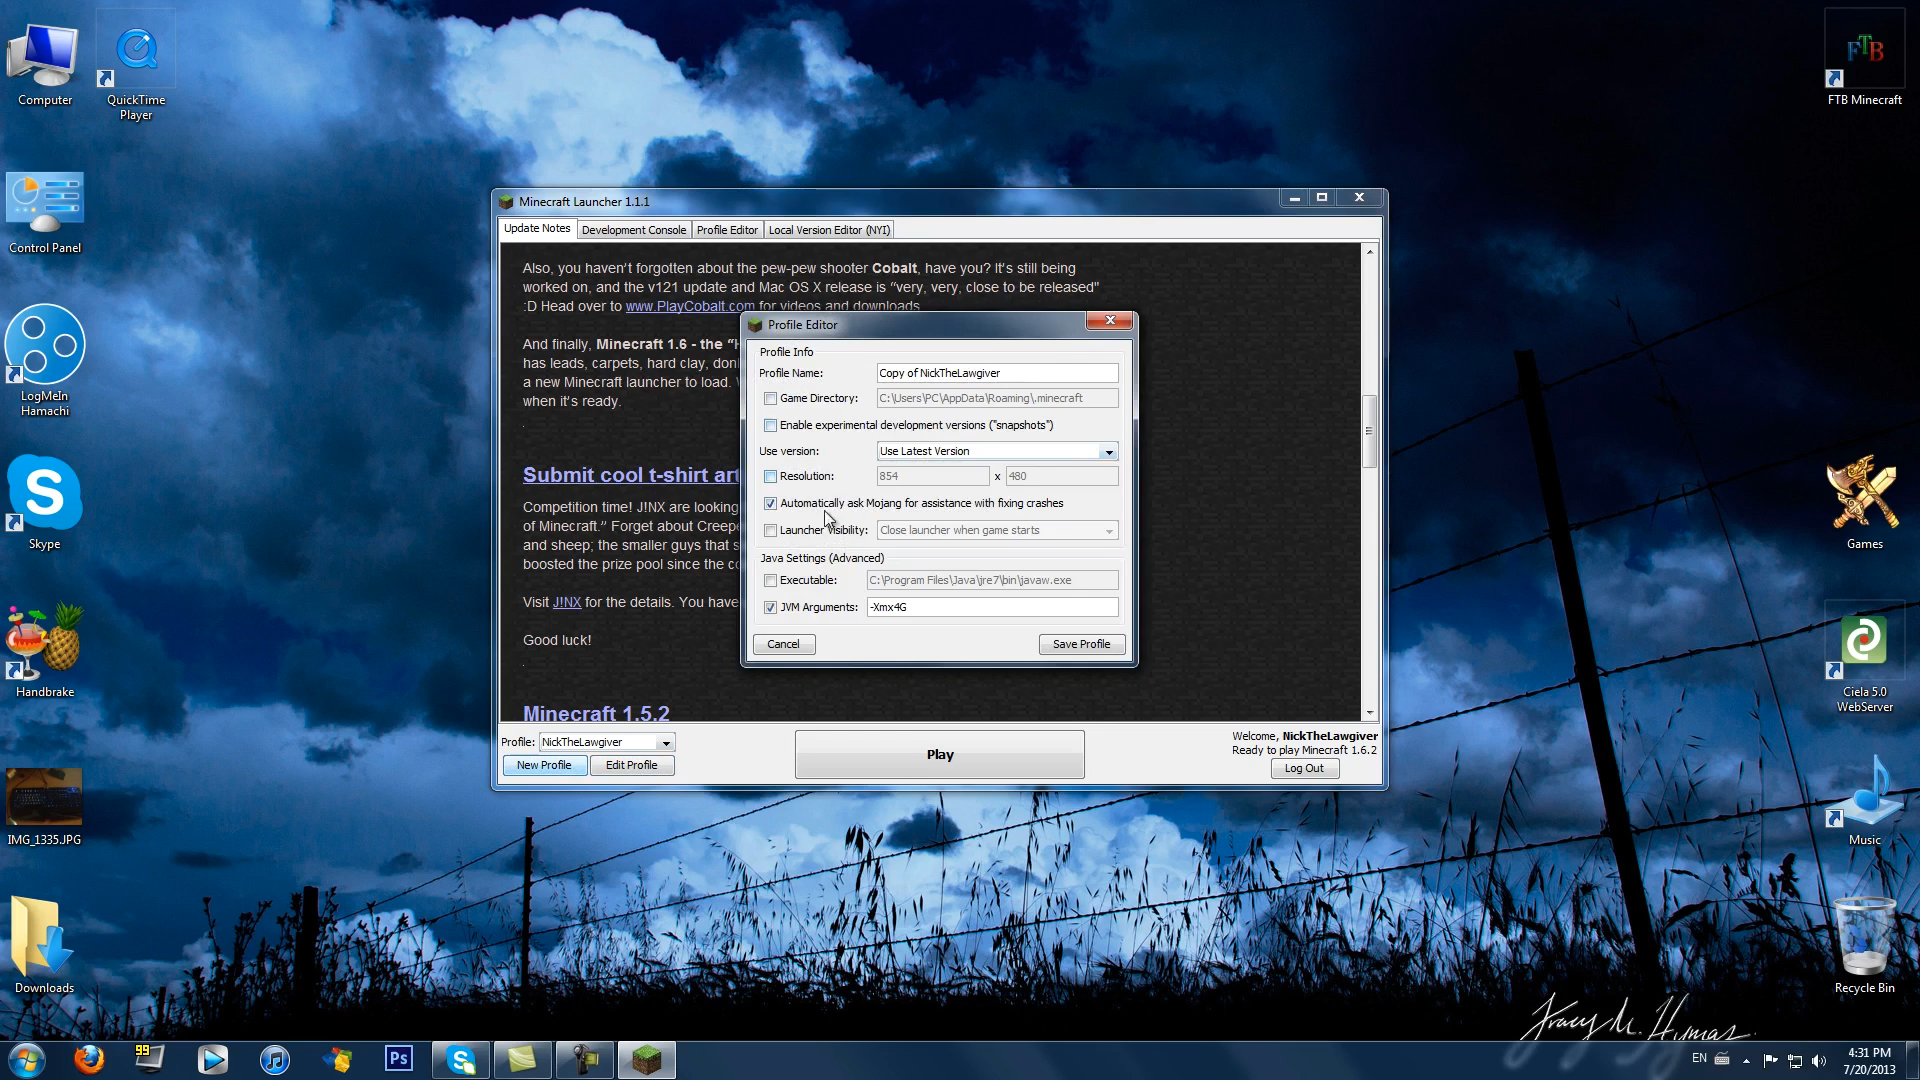 Computer
QuickTime
Player
Control Panel
LogMeIn
Hamachi
Skype
Handbrake
IMG_1335.JPG
Downloads
FTB
FTB Minecraft
Games
Ciela 5.0
WebServer
Music
Recycle Bin
Minecraft Launcher 1.1.1
Update Notes Development Console Profile Editor Local Version Editor (NYI)
Also, you haven't forgotten about the pew-pew shooter Cobalt, have you? It's still being
worked on, and the v121 update and Mac OS X release is "very, very, close to be released"
:D Head over to www.PlayCobalt.com for videos and downloads
And finally, Minecraft 1.6 - the "H
has leads, carpets, hard clay, don
a new Minecraft launcher to load.
when it's ready.
Submit cool t-shirt art
Competition time! J!NX are looking
of Minecraft." Forget about Creepe
and sheep; the smaller guys that s
boosted the prize pool since the co
Visit J!NX for the details. You have
Good luck!
Minecraft 1.5.2
Profile Editor
Profile Info
Profile Name: Copy of NickTheLawgiver
Game Directory: C:\Users\PC\AppData\Roaming\.minecraft
Enable experimental development versions ("snapshots")
Use version: Use Latest Version
Resolution: 854 x 480
Automatically ask Mojang for assistance with fixing crashes
Launcher Visibility: Close launcher when game starts
Java Settings (Advanced)
Executable: C:\Program Files\Java\jre7\bin\javaw.exe
JVM Arguments: -Xmx4G
Cancel Save Profile
Profile: NickTheLawgiver
New Profile Edit Profile
Play
Welcome, NickTheLawgiver
Ready to play Minecraft 1.6.2
Log Out
Tracy M. Hymas
99
Ps
EN
4:31 PM
7/20/2013